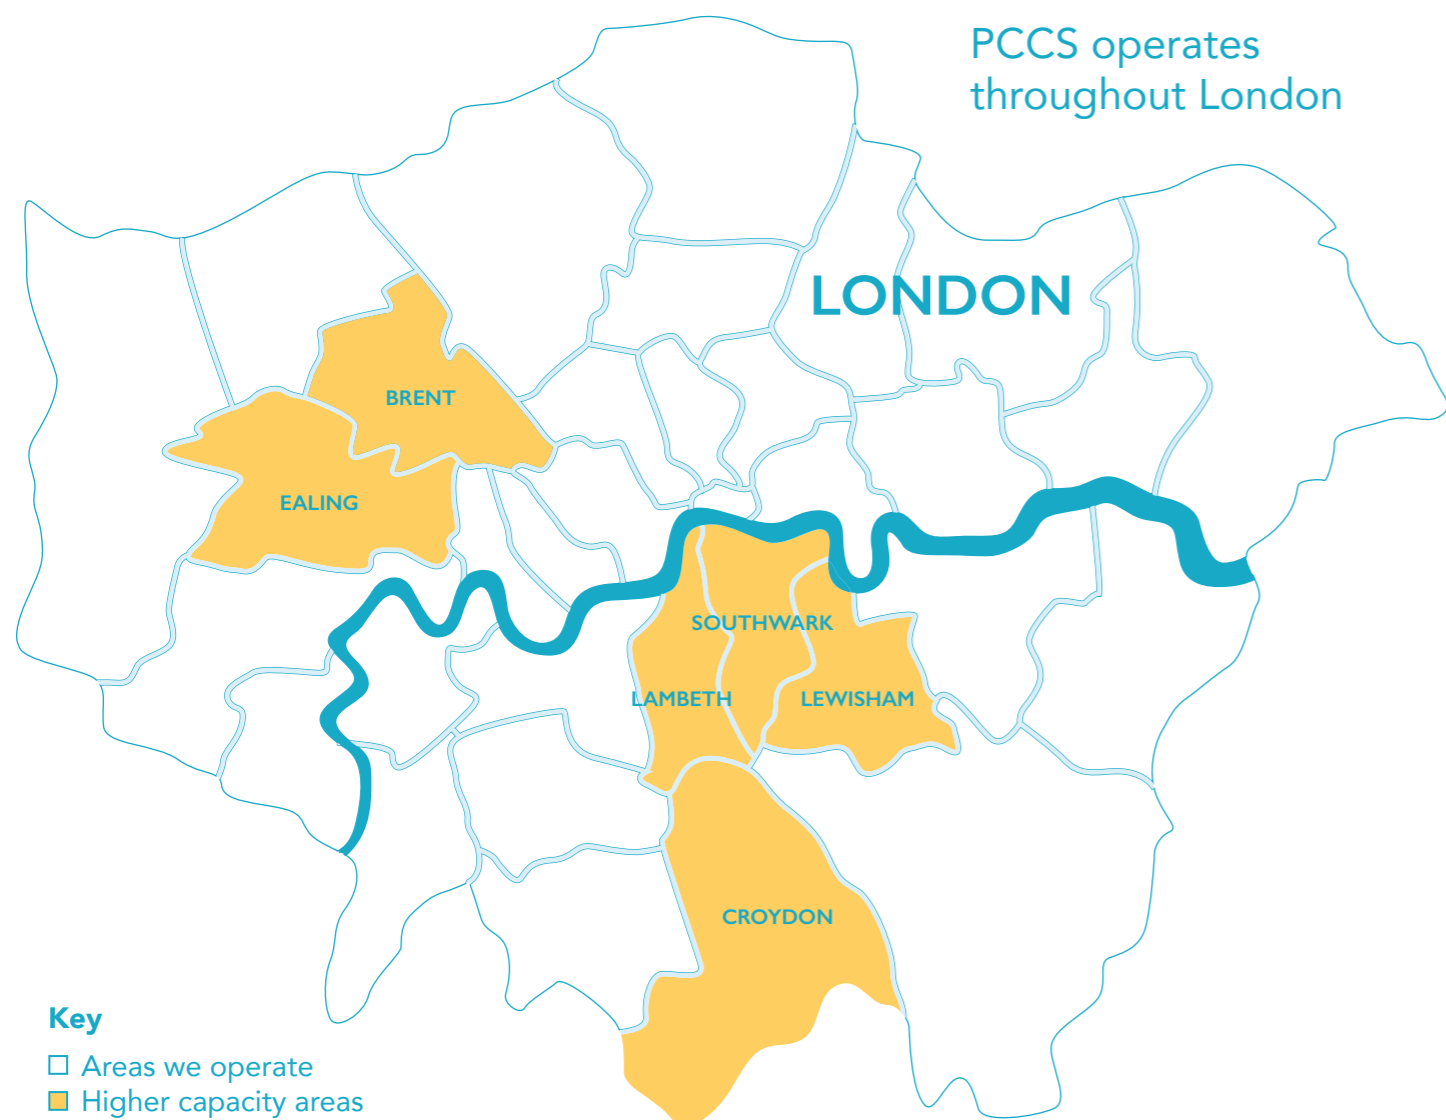 PCCS operates
throughout London
LONDON
BRENT
EALING
SOUTHWARK
LAMBETH
LEWISHAM
CROYDON
Key
Areas we operate
Higher capacity areas